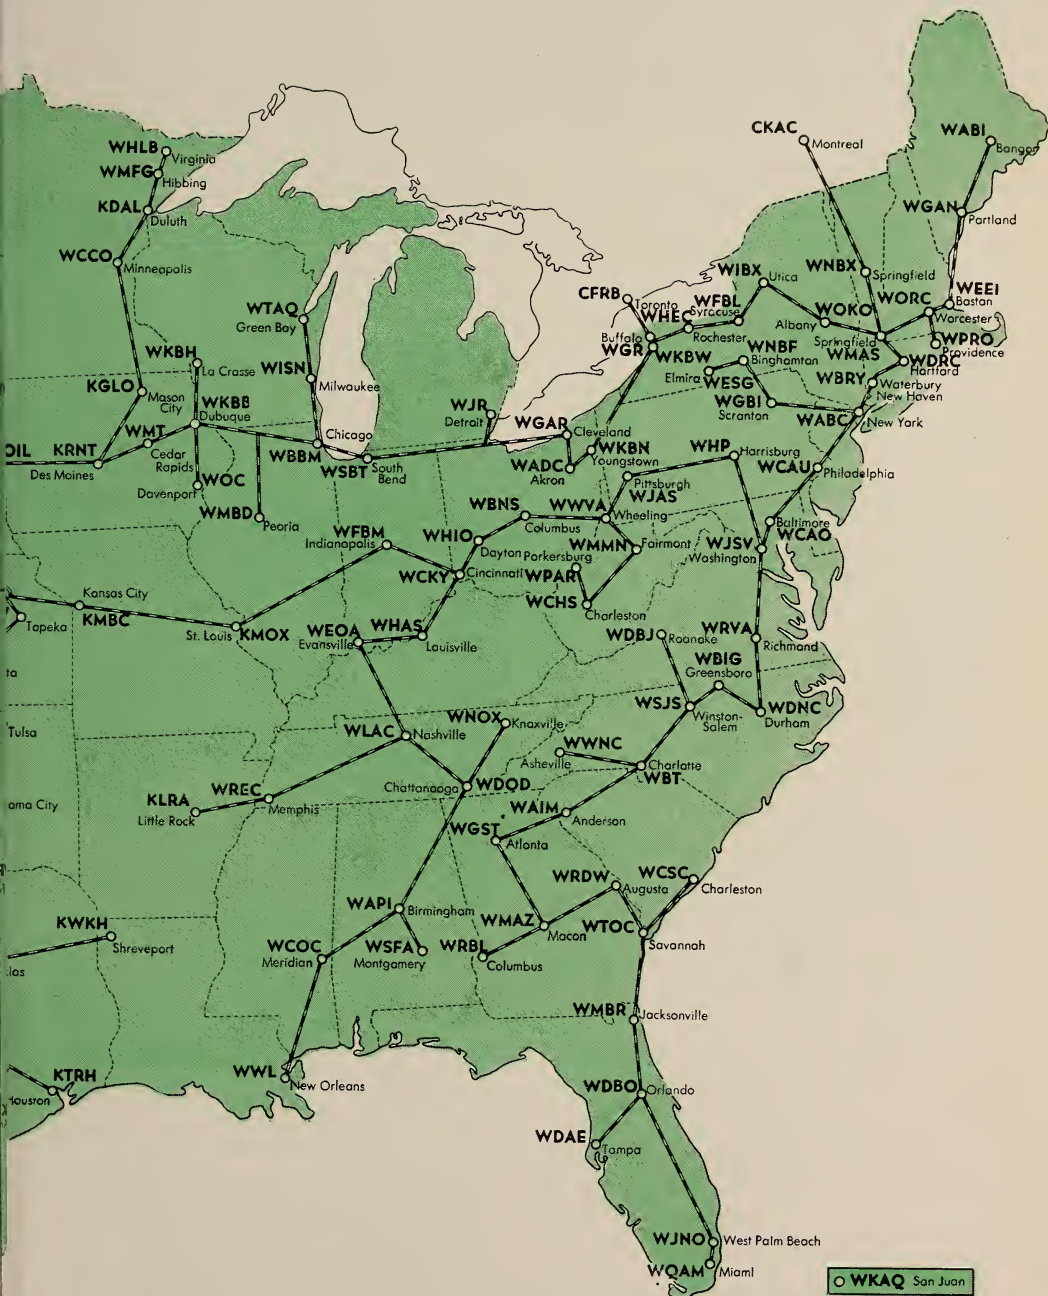 CKAC
Montreal
WABI
Bangor
WHLB
Virginia
WMFG
Hibbing
KDAL
Duluth
WGAN
Portland
WCCO
Minneapolis
WIBX
Utica
WNBX
Springfield
CFRB
Toronto
WEEI
Boston
WTAQ
Green Bay
WHEC
Rochester
WFBL
Syracuse
WOKO
Albany
WORC
Worcester
Buffalo
WGR
WKBW
Springfield
WMAS
WPRO
Providence
WKBH
La Crosse
WISN
Milwaukee
WNBF
Binghamton
Elmira
WESG
WDRC
Hartford
WBRY
Waterbury
New Haven
KGLO
Mason
City
WKBB
Dubuque
WGBI
Scranton
WABC
New York
WJR
Detroit
WGAR
Cleveland
WMT
Cedar
Rapids
Chicago
WBBM
WSBT
South
Bend
WADC
Akron
WKBN
Youngstown
WHP
Harrisburg
OIL
KRNT
Des Moines
WCAU
Philadelphia
WOC
Davenport
WJAS
Pittsburgh
WMBD
Peoria
WBNS
Columbus
WWVA
Wheeling
Baltimore
WCAO
WFBM
Indianapolis
WHIO
Dayton
WMMN
Fairmont
WJSV
Washington
Parkersburg
WPAR
WCKY
Cincinnati
Kansas City
KMBC
WCHS
Charleston
Topeka
St. Louis
KMOX
WEOA
Evansville
WHAS
Louisville
WDBJ
Roanoke
WRVA
Richmond
ta
WBIG
Greensboro
WSJS
Winston-
Salem
WDNC
Durham
Tulsa
WLAC
Nashville
WNOX
Knoxville
WWNC
Asheville
Charlotte
WBT
Chattanooga
WDOD
ama City
KLRA
Little Rock
WREC
Memphis
WAIM
Anderson
WGST
Atlanta
WRDW
Augusta
WCSC
Charleston
WAPI
Birmingham
KWKH
Shreveport
WMAZ
Macon
WTOC
Savannah
WCOC
Meridian
WSFA
Montgomery
WRBL
Columbus
las
WMBR
Jacksonville
KTRH
Houston
WWL
New Orleans
WDBO
Orlando
WDAE
Tampa
WJNO
West Palm Beach
WQAM
Miami
WKAQ San Juan